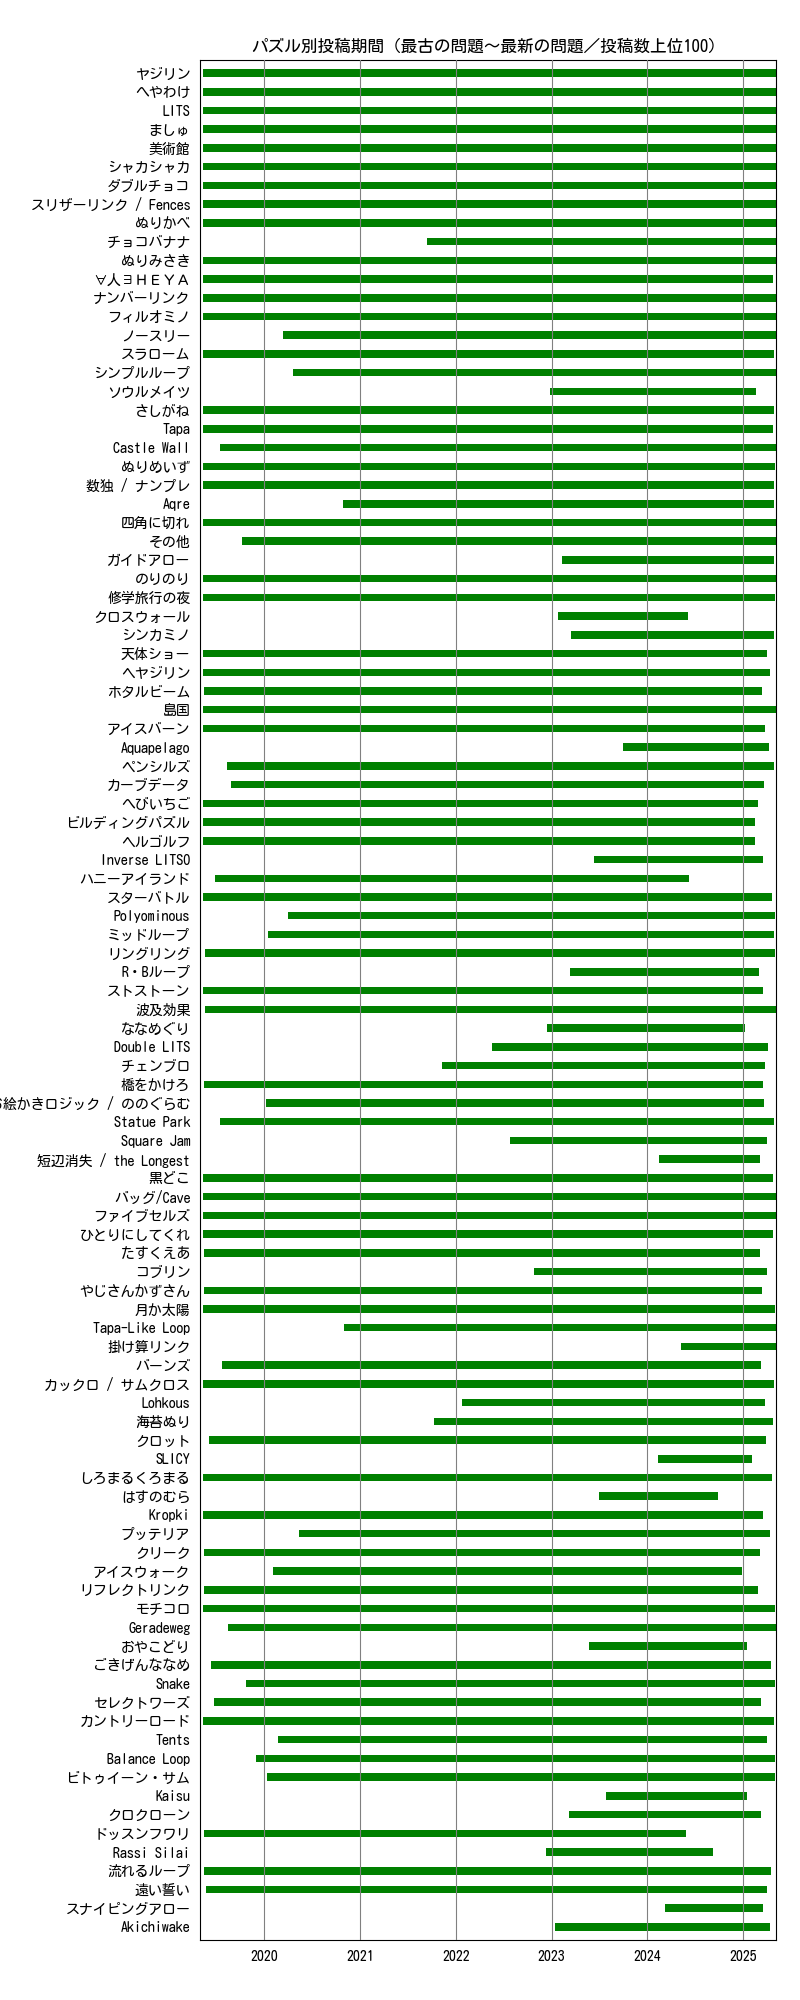 パズル別投稿期間（最古の問題～最新の問題／投稿数上位100）
ヤジリン
へやわけ
LITS
ましゅ
美術館
シャカシャカ
ダブルチョコ
スリザーリンク / Fences
ぬりかべ
チョコバナナ
ぬりみさき
∀人∃ＨＥＹＡ
ナンバーリンク
フィルオミノ
ノースリー
スラローム
シンプルループ
ソウルメイツ
さしがね
Tapa
Castle Wall
ぬりめいず
数独 / ナンプレ
Aqre
四角に切れ
その他
ガイドアロー
のりのり
修学旅行の夜
クロスウォール
シンカミノ
天体ショー
ヘヤジリン
ホタルビーム
島国
アイスバーン
Aquapelago
ペンシルズ
カーブデータ
へびいちご
ビルディングパズル
ヘルゴルフ
Inverse LITSO
ハニーアイランド
スターバトル
Polyominous
ミッドループ
リングリング
R・Bループ
ストストーン
波及効果
ななめぐり
Double LITS
チェンブロ
橋をかけろ
絵かきロジック / ののぐらむ
Statue Park
Square Jam
短辺消失 / the Longest
黒どこ
バッグ/Cave
ファイブセルズ
ひとりにしてくれ
たすくえあ
コブリン
やじさんかずさん
月か太陽
Tapa-Like Loop
掛け算リンク
バーンズ
カックロ / サムクロス
Lohkous
海苔ぬり
クロット
SLICY
しろまるくろまる
はすのむら
Kropki
ブッテリア
クリーク
アイスウォーク
リフレクトリンク
モチコロ
Geradeweg
おやこどり
ごきげんななめ
Snake
セレクトワーズ
カントリーロード
Tents
Balance Loop
ビトゥイーン・サム
Kaisu
クロクローン
ドッスンフワリ
Rassi Silai
流れるループ
遠い誓い
スナイピングアロー
Akichiwake
2020 2021 2022 2023 2024 2025